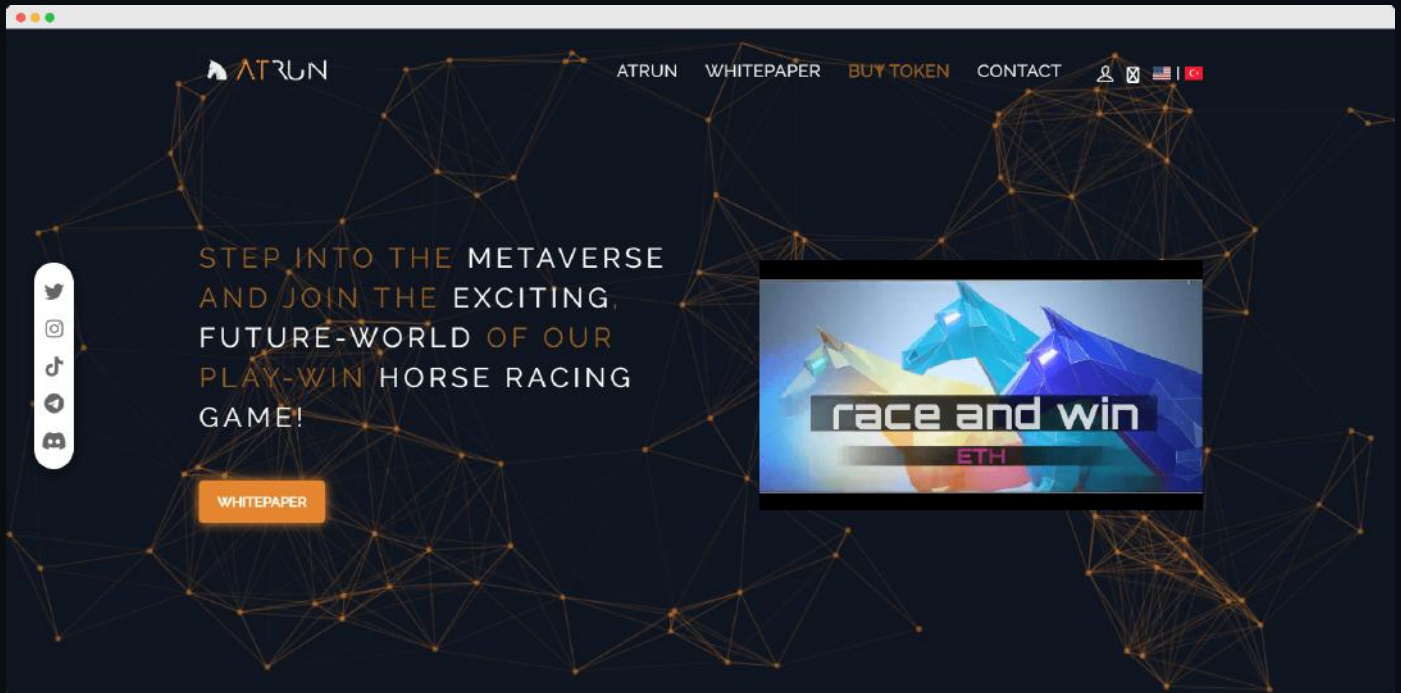 ATRUN
ATRUN WHITEPAPER BUY TOKEN CONTACT
STEP INTO THE METAVERSE
AND JOIN THE EXCITING,
FUTURE-WORLD OF OUR
PLAY-WIN HORSE RACING
GAME!
WHITEPAPER
race and win
ETH